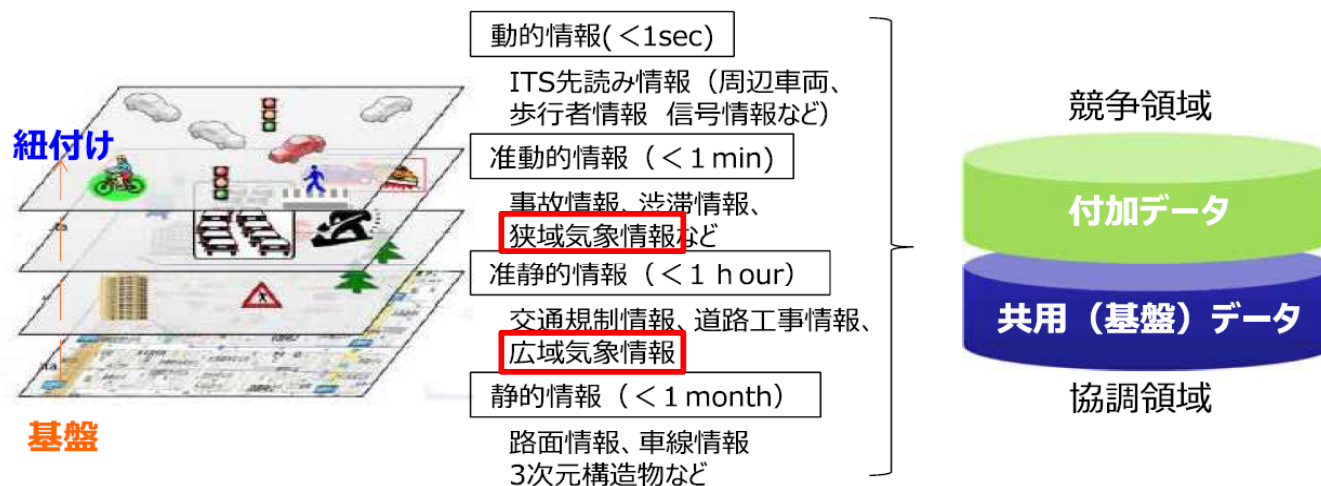 動的情報(＜1sec)
ITS先読み情報（周辺車両、
歩行者情報 信号情報など）
准動的情報（＜１min)
事故情報、渋滞情報、
狭域気象情報など
准静的情報（＜１hour）
交通規制情報、道路工事情報、
広域気象情報
静的情報（＜１month）
路面情報、車線情報
3次元構造物など
紐付け
基盤
競争領域
付加データ
共用（基盤）データ
協調領域